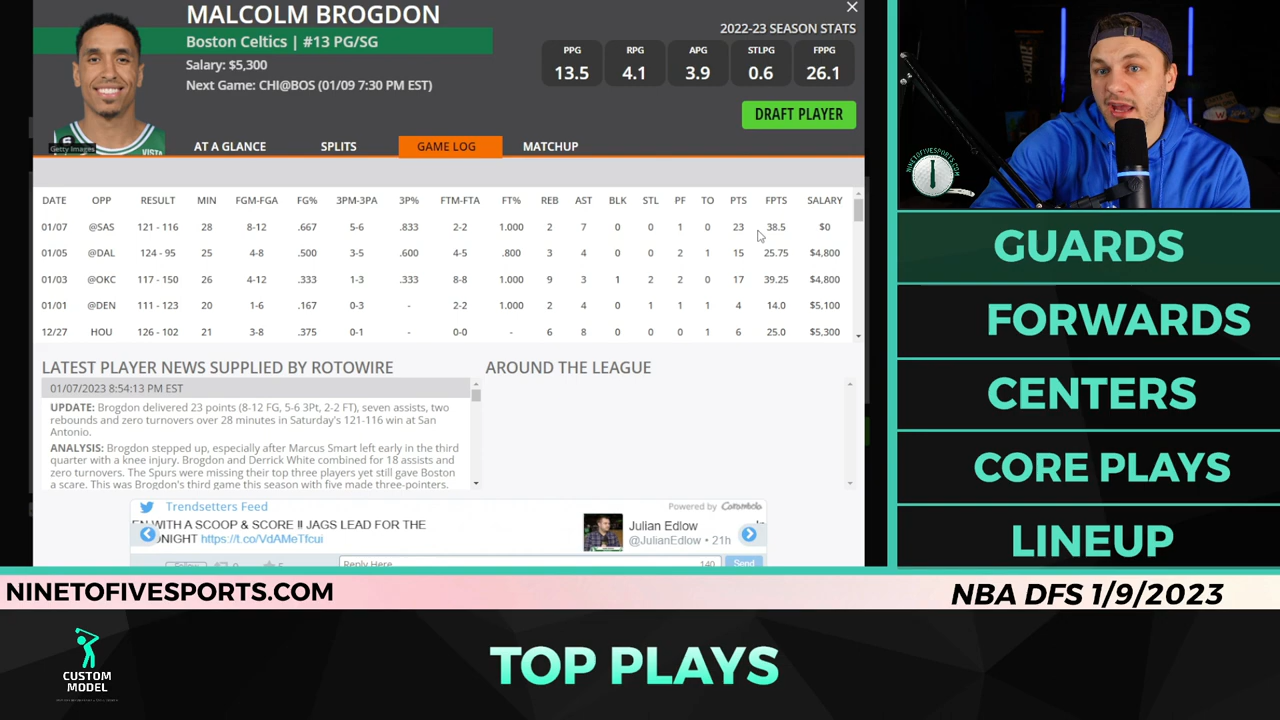 MALCOLM BROGDON
Boston Celtics | #13 PG/SG
Salary: $5,300
Next Game: CHI@BOS (01/09 7:30 PM EST)
Getty Images
VISTA
2022-23 SEASON STATS
PPG RPG APG STLPG FPPG
13.5 4.1 3.9 0.6 26.1
DRAFT PLAYER
AT A GLANCE SPLITS GAME LOG MATCHUP
DATE OPP RESULT MIN FGM-FGA FG% 3PM-3PA 3P% FTM-FTA FT% REB AST BLK STL PF TO PTS FPTS SALARY
01/07 @SAS 121 - 116 28 8-12 .667 5-6 .833 2-2 1.000 2 7 0 0 1 0 23 38.5 $0
01/05 @DAL 124 - 95 25 4-8 .500 3-5 .600 4-5 .800 3 4 0 0 2 1 15 25.75 $4,800
01/03 @OKC 117 - 150 26 4-12 .333 1-3 .333 8-8 1.000 9 3 1 2 2 0 17 39.25 $4,800
01/01 @DEN 111 - 123 20 1-6 .167 0-3 - 2-2 1.000 2 4 0 1 1 1 4 14.0 $5,100
12/27 HOU 126 - 102 21 3-8 .375 0-1 - 0-0 - 6 8 0 0 0 1 6 25.0 $5,300
LATEST PLAYER NEWS SUPPLIED BY ROTOWIRE
01/07/2023 8:54:13 PM EST
UPDATE: Brogdon delivered 23 points (8-12 FG, 5-6 3Pt, 2-2 FT), seven assists, two
rebounds and zero turnovers over 28 minutes in Saturday's 121-116 win at San
Antonio.
ANALYSIS: Brogdon stepped up, especially after Marcus Smart left early in the third
quarter with a knee injury. Brogdon and Derrick White combined for 18 assists and
zero turnovers. The Spurs were missing their top three players yet still gave Boston
a scare. This was Brogdon's third game this season with five made three-pointers.
AROUND THE LEAGUE
Trendsetters Feed
Powered by
EN WITH A SCOOP & SCORE !! JAGS LEAD FOR THE
ONIGHT https://t.co/VdAMeTfcui
Julian Edlow
@JulianEdlow • 21h
Reply Here 140 Send
NINETOFIVESPORTS.COM
GUARDS
FORWARDS
CENTERS
CORE PLAYS
LINEUP
NINETOFIVESPORTS.COM
NBA DFS 1/9/2023
CUSTOM
MODEL
TOP PLAYS